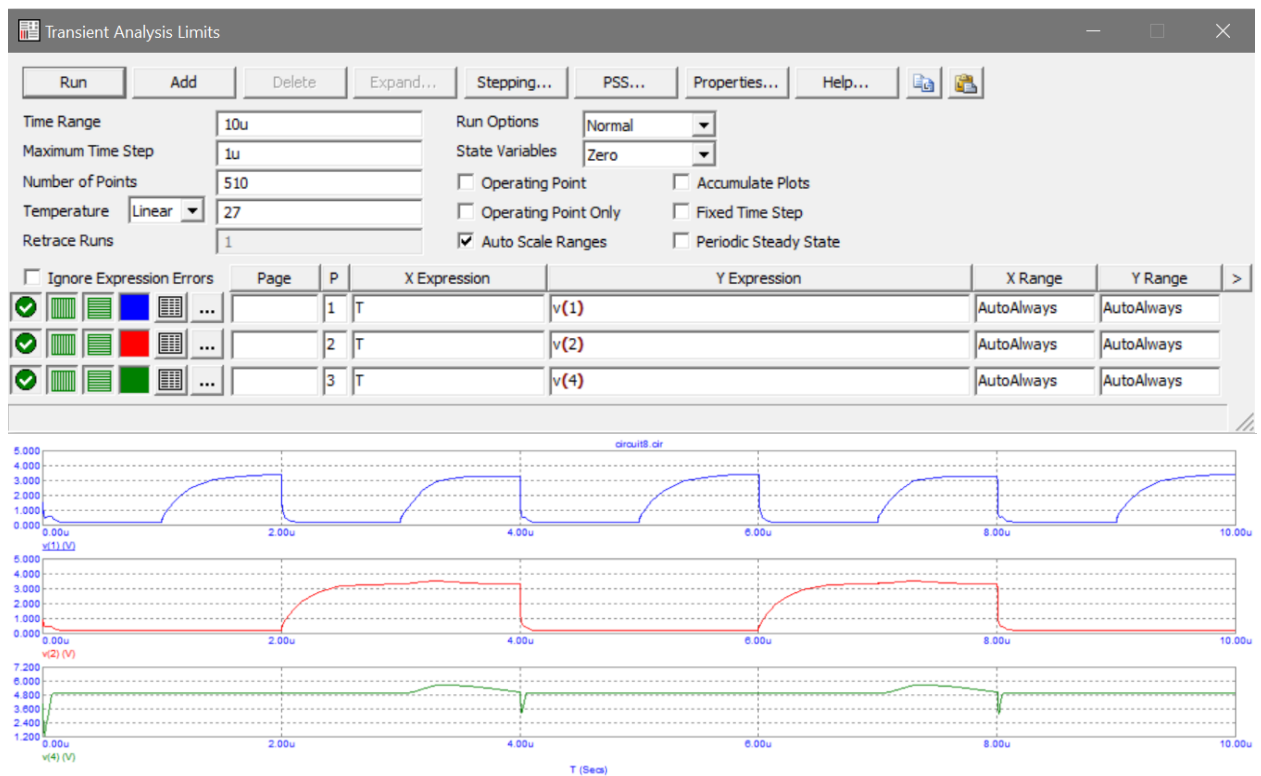 Transient Analysis Limits
Run Add Delete Expand... Stepping... PSS... Properties... Help...
Time Range 10u Run Options Normal
Maximum Time Step 1u State Variables Zero
Number of Points 510 Operating Point Accumulate Plots
Temperature Linear 27 Operating Point Only Fixed Time Step
Retrace Runs 1 Auto Scale Ranges Periodic Steady State
Ignore Expression Errors Page P X Expression Y Expression X Range Y Range >
... 1 T v(1) AutoAlways AutoAlways
... 2 T v(2) AutoAlways AutoAlways
... 3 T v(4) AutoAlways AutoAlways
circuit8.cir
5.000
4.000
3.000
2.000
1.000
0.000
0.00u 2.00u 4.00u 6.00u 8.00u 10.00u
v(1) (V)
5.000
4.000
3.000
2.000
1.000
0.000
0.00u 2.00u 4.00u 6.00u 8.00u 10.00u
v(2) (V)
7.200
6.000
4.800
3.600
2.400
1.200
0.00u 2.00u 4.00u 6.00u 8.00u 10.00u
v(4) (V)
T (Secs)